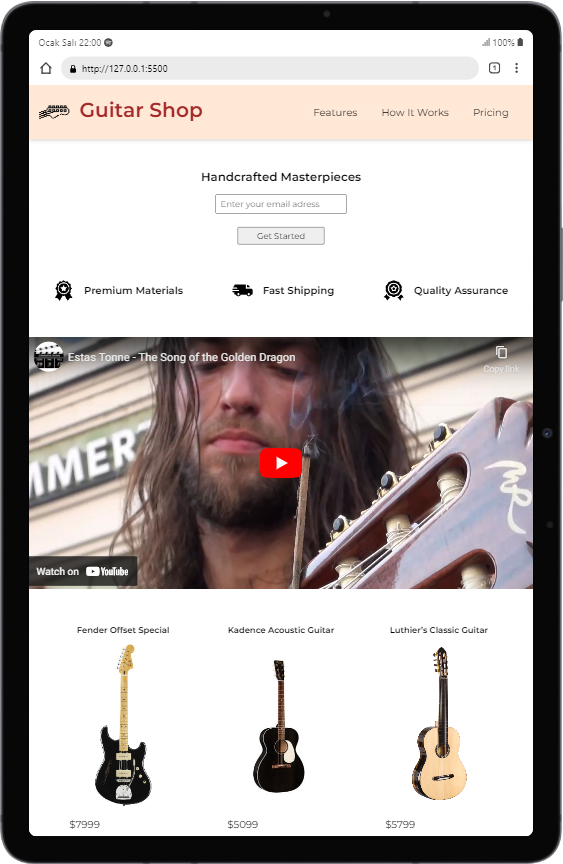 Ocak Salı 22:00
100%
http://127.0.0.1:5500
1
Guitar Shop
Features
How It Works
Pricing
Handcrafted Masterpieces
Enter your email adress
Get Started
Premium Materials
Fast Shipping
Quality Assurance
Estas Tonne - The Song of the Golden Dragon
Copy link
MMER
Watch on YouTube
Fender Offset Special
Kadence Acoustic Guitar
Luthier's Classic Guitar
$7999
$5099
$5799